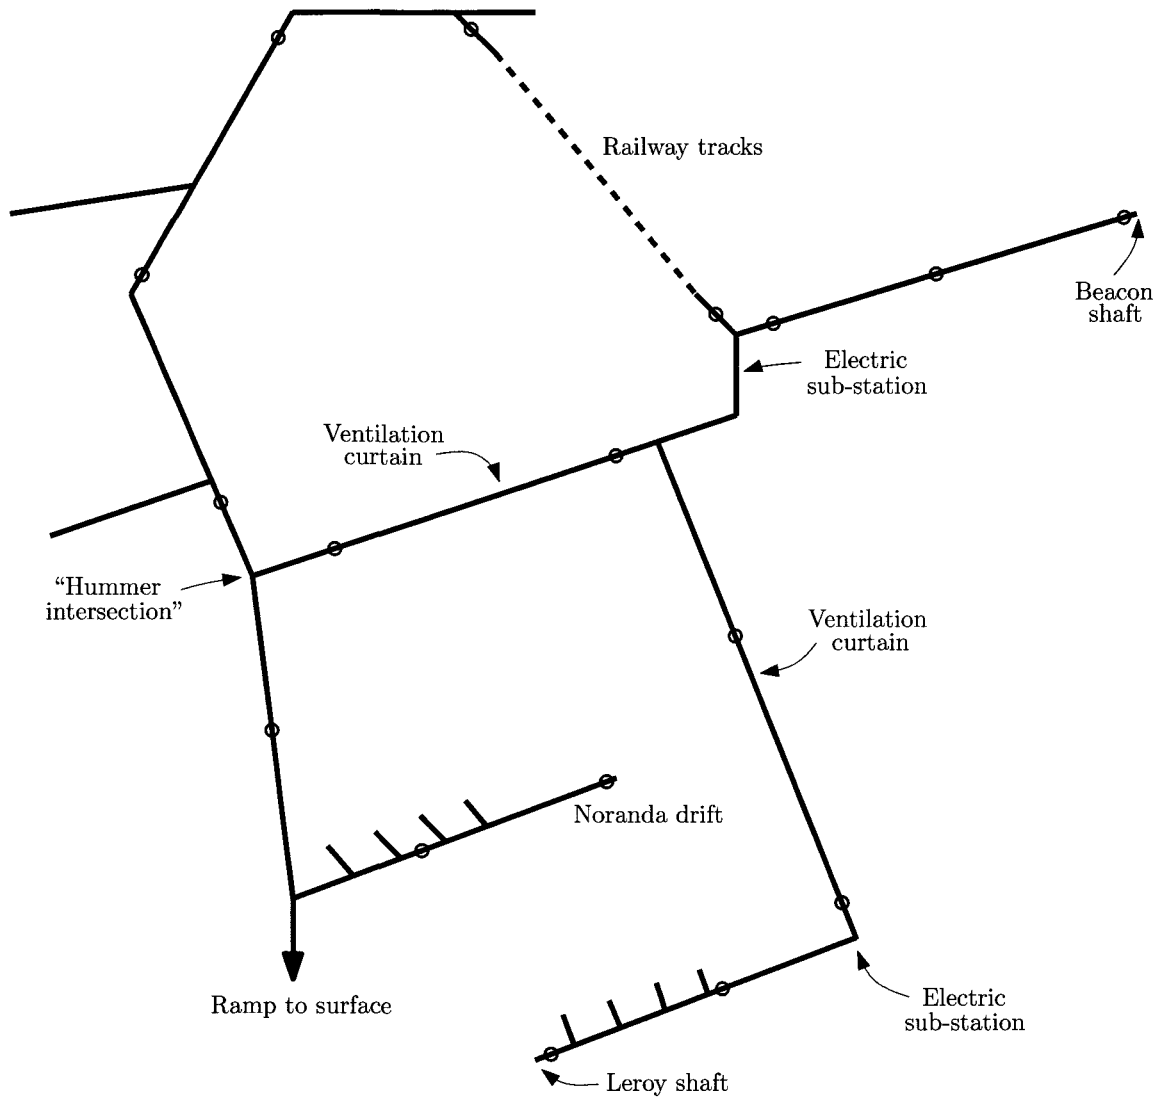 Railway tracks
Beacon
shaft
Electric
sub-station
Ventilation
curtain
“Hummer
intersection”
Ventilation
curtain
Noranda drift
Ramp to surface
Electric
sub-station
Leroy shaft